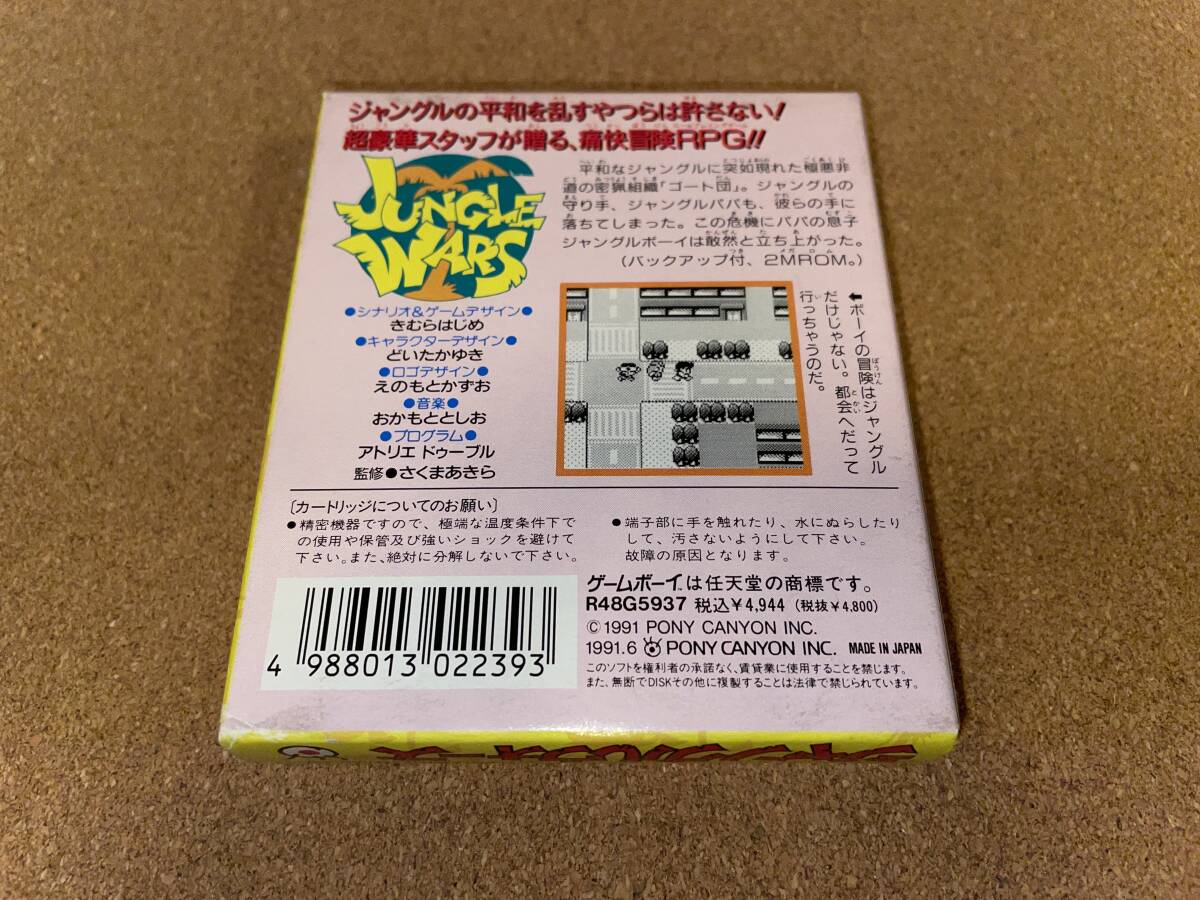 ジャングルの平和を乱すやつらは許さない!
超豪華スタッフが贈る、痛快冒険RPG!!
JUNGLE
WARS
平和なジャングルに突如現れた極悪非
道の密猟組織「ゴート団」。ジャングルの
守り手、ジャングルパパも、彼らの手に
落ちてしまった。この危機にパパの息子
ジャングルボーイは敢然と立ち上がった。
(バックアップ付、2MROM。)
●シナリオ&ゲームデザイン●
きむらはじめ
●キャラクターデザイン●
どいたかゆき
●ロゴデザイン●
えのもとかずお
●音楽●
おかもととしお
●プログラム●
アトリエ ドゥーブル
監修●さくまあきら
⬅ボーイの冒険はジャングル
だけじゃない。都会へだって
行っちゃうのだ。
〔カートリッジについてのお願い〕
●精密機器ですので、極端な温度条件下で
の使用や保管及び強いショックを避けて
下さい。また、絶対に分解しないで下さい。
●端子部に手を触れたり、水にぬらしたり
して、汚さないようにして下さい。
故障の原因となります。
ゲームボーイ™は任天堂の商標です。
R48G5937 税込¥4,944 (税抜¥4,800)
©1991 PONY CANYON INC.
1991.6 PONY CANYON INC. MADE IN JAPAN
このソフトを権利者の承諾なく、賃貸業に使用することを禁じます。
また、無断でDISKその他に複製することは法律で禁じられています。
4 988013 022393